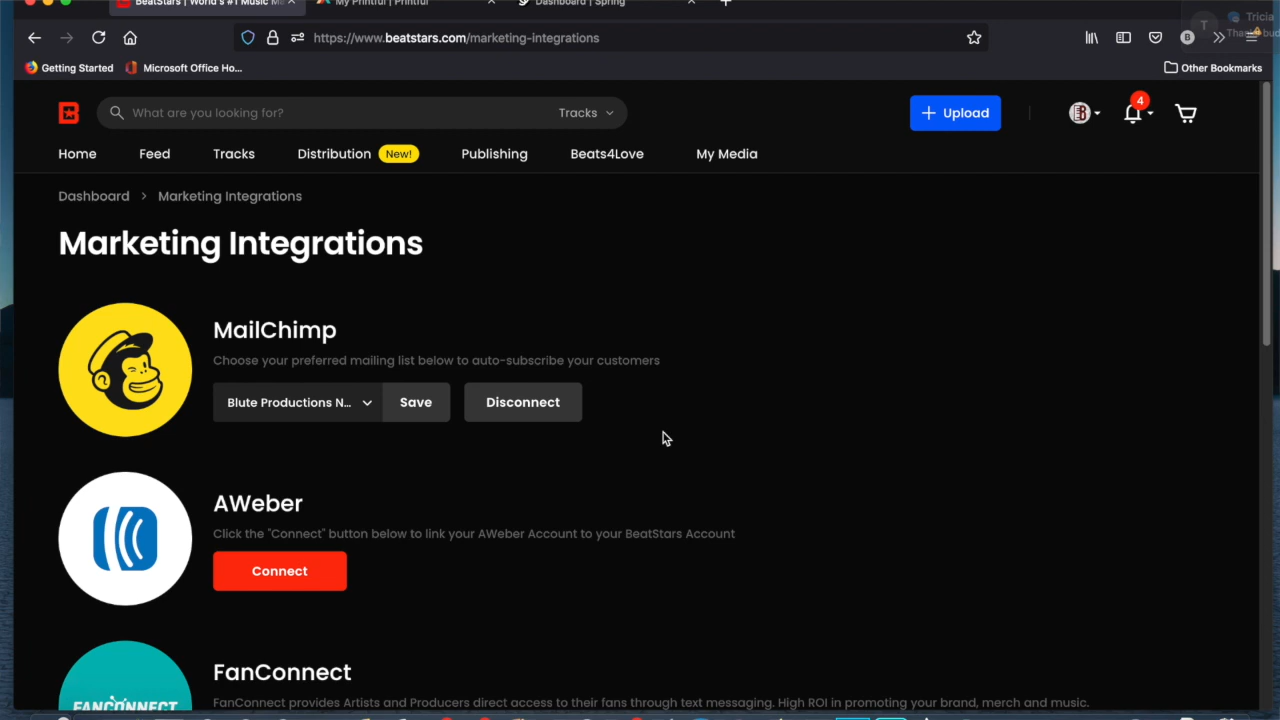 BeatStars | World's #1 Music Ma
My Printful | Printful
Dashboard | Spring
Tricia
https://www.beatstars.com/marketing-integrations
B
T
Getting Started
Microsoft Office Ho...
Other Bookmarks
What are you looking for?
Tracks
Upload
4
Home
Feed
Tracks
Distribution
New!
Publishing
Beats4Love
My Media
Dashboard
Marketing Integrations
Marketing Integrations
MailChimp
Choose your preferred mailing list below to auto-subscribe your customers
Blute Productions N...
Save
Disconnect
AWeber
Click the "Connect" button below to link your AWeber Account to your BeatStars Account
Connect
FanConnect
FANCONNECT
FanConnect provides Artists and Producers direct access to their fans through text messaging. High ROI in promoting your brand, merch and music.